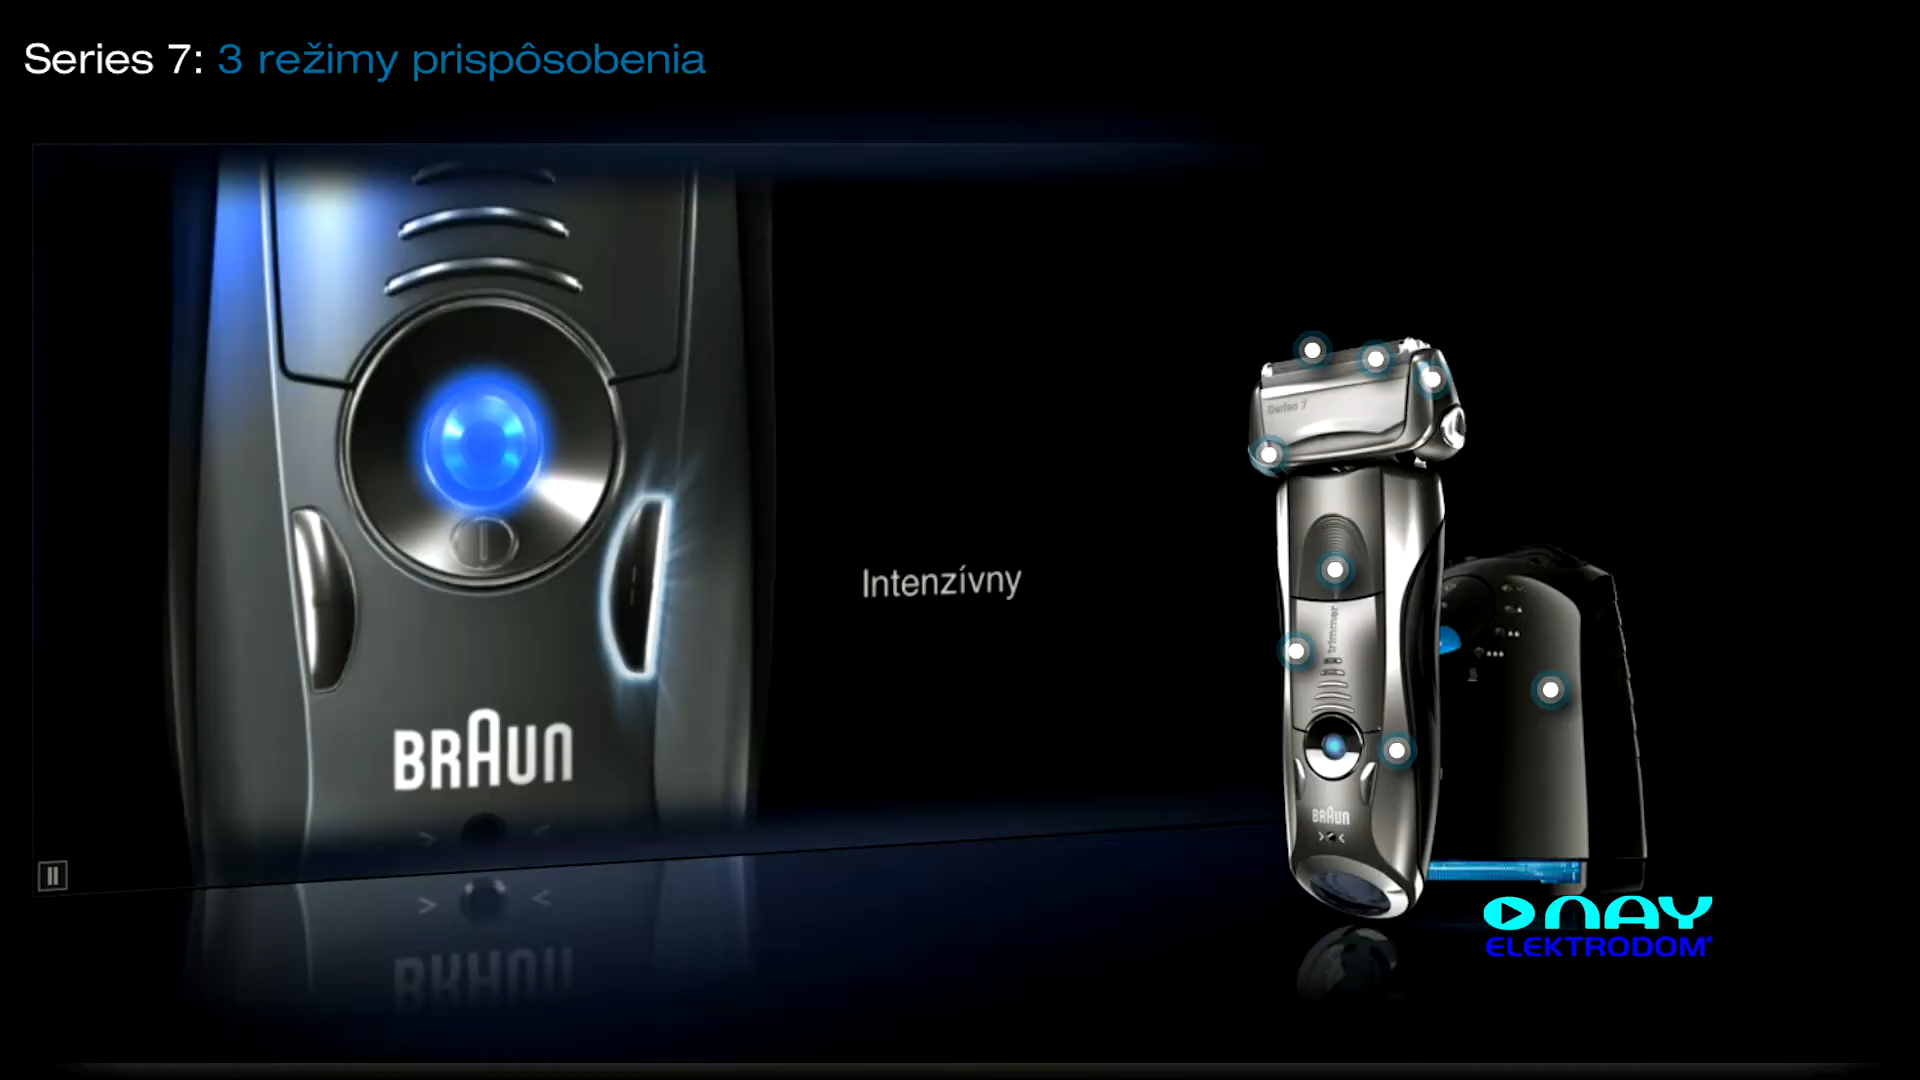 Series 7: 3 režimy prispôsobenia
BRAUN
Intenzívny
Series 7
trimmer
BRAUN
NAY
ELEKTRODOM